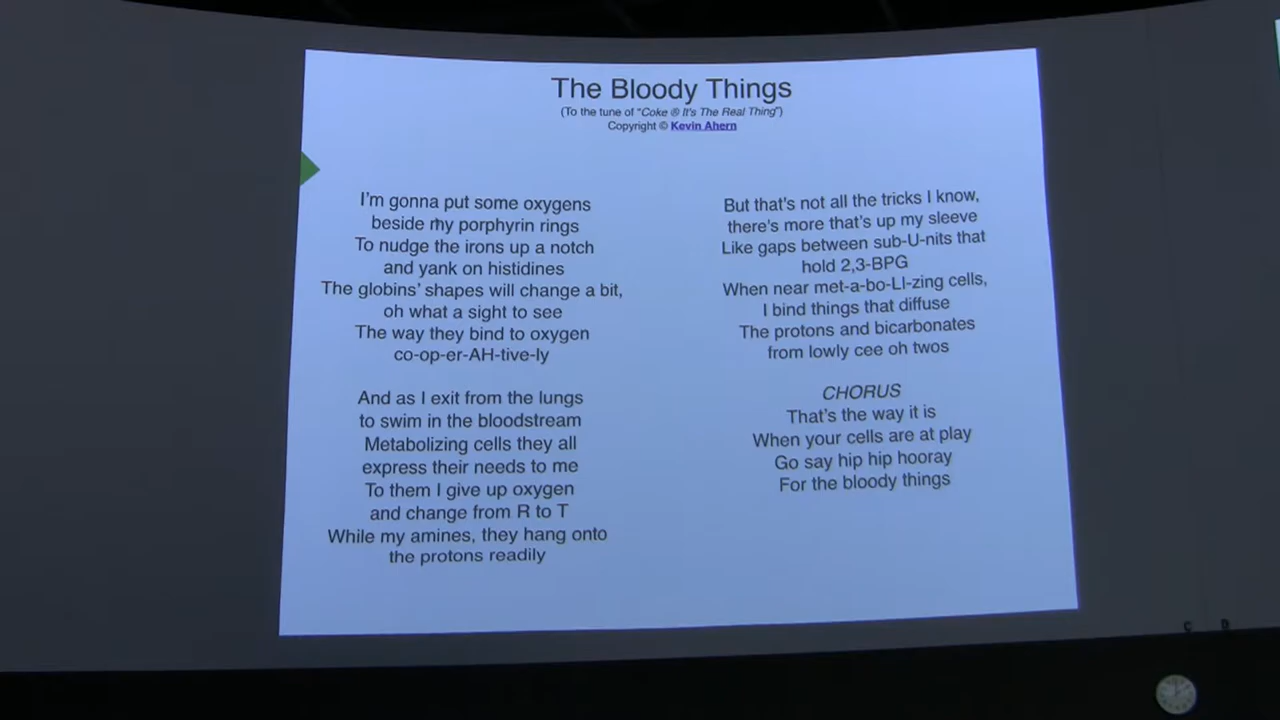 The Bloody Things
(To the tune of "Coke ® It's The Real Thing")
Copyright © Kevin Ahern
I'm gonna put some oxygens
beside my porphyrin rings
To nudge the irons up a notch
and yank on histidines
The globins' shapes will change a bit,
oh what a sight to see
The way they bind to oxygen
co-op-er-AH-tive-ly
And as I exit from the lungs
to swim in the bloodstream
Metabolizing cells they all
express their needs to me
To them I give up oxygen
and change from R to T
While my amines, they hang onto
the protons readily
But that's not all the tricks I know,
there's more that's up my sleeve
Like gaps between sub-U-nits that
hold 2,3-BPG
When near met-a-bo-LI-zing cells,
I bind things that diffuse
The protons and bicarbonates
from lowly cee oh twos
CHORUS
That's the way it is
When your cells are at play
Go say hip hip hooray
For the bloody things
C D